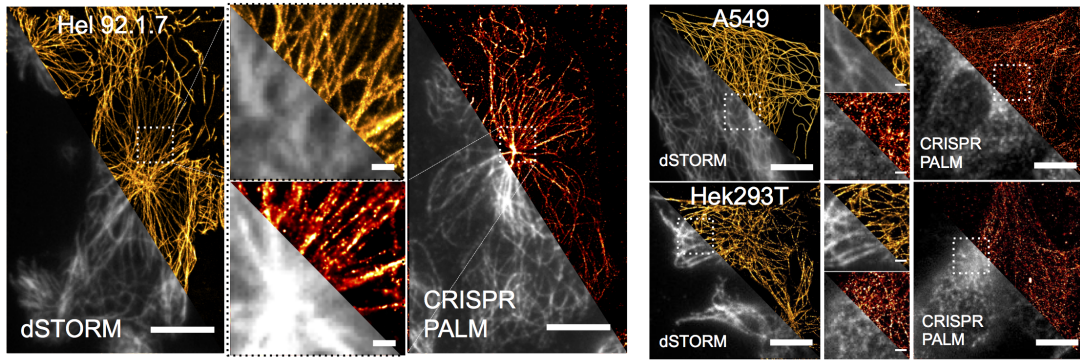 Hel 92.1.7
dSTORM
CRISPR
PALM
A549
dSTORM
CRISPR
PALM
Hek293T
dSTORM
CRISPR
PALM